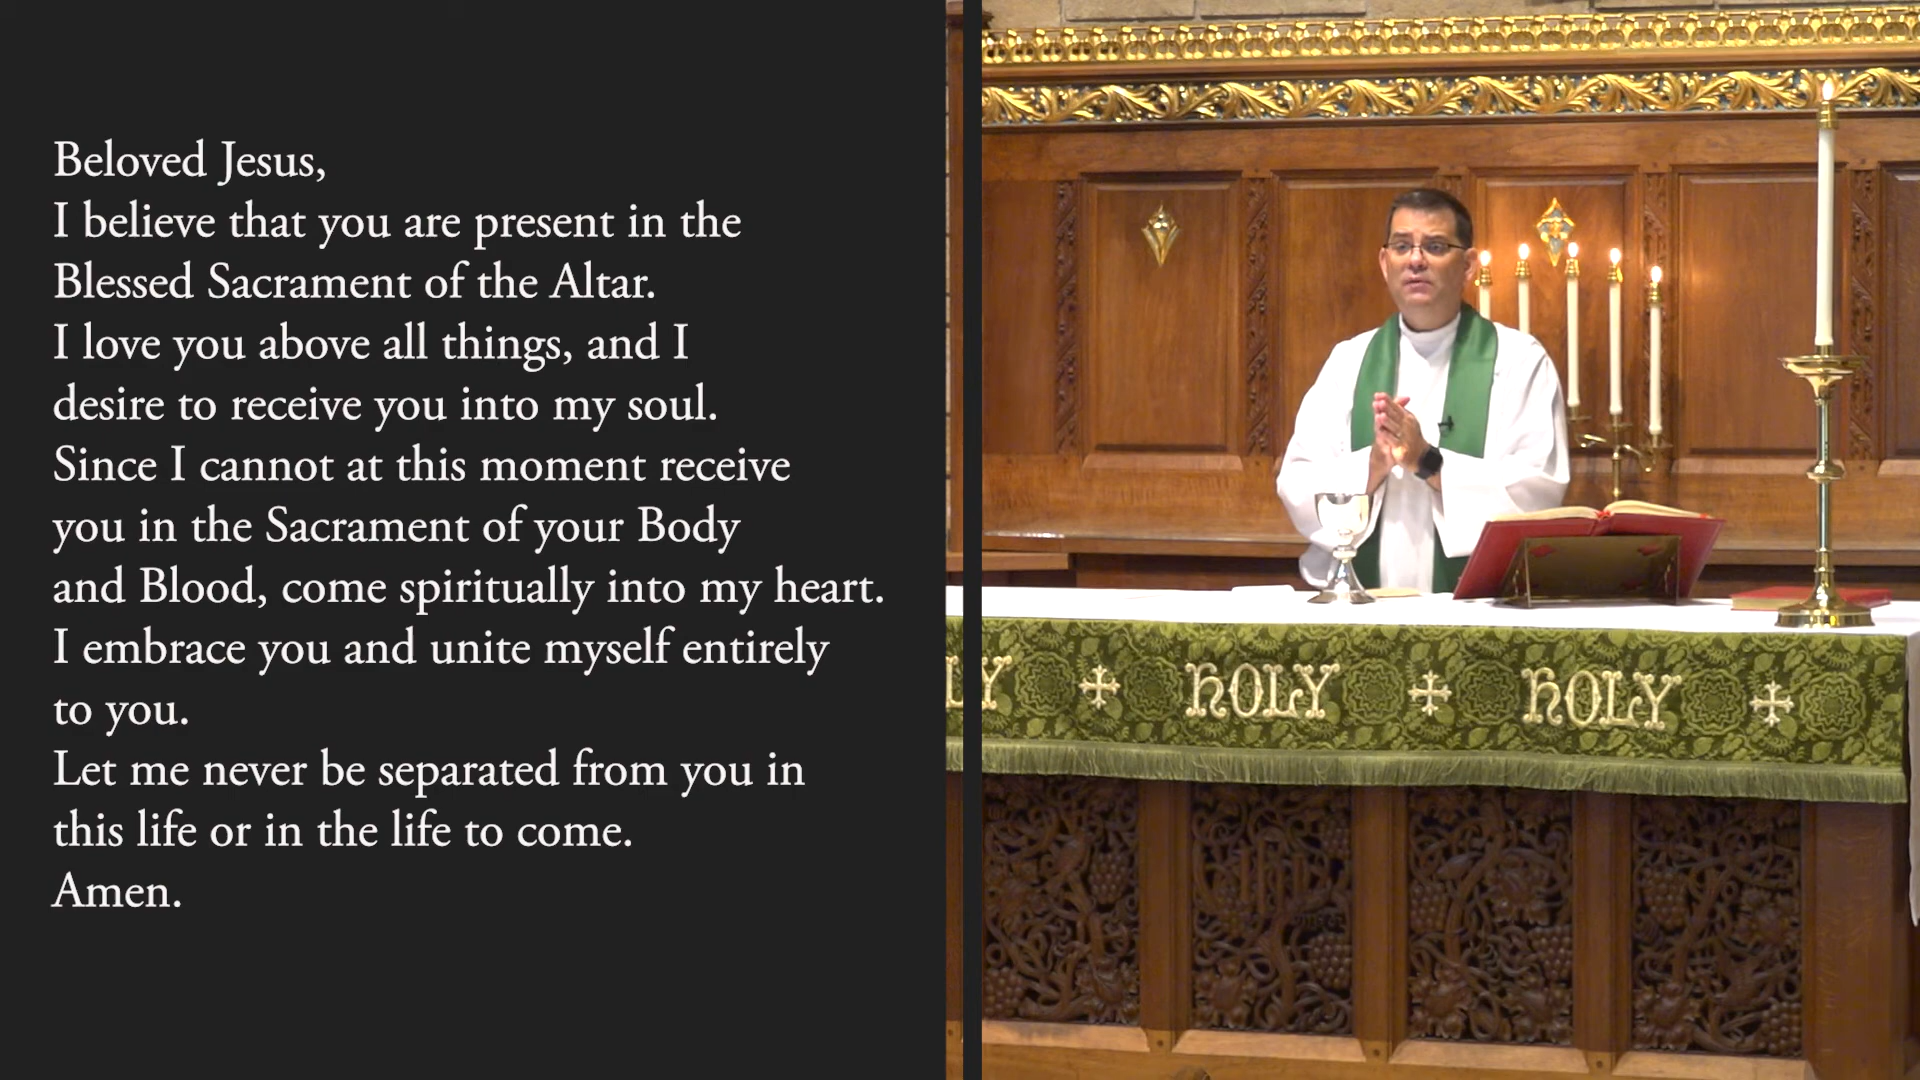 Beloved Jesus,
I believe that you are present in the
Blessed Sacrament of the Altar.
I love you above all things, and I
desire to receive you into my soul.
Since I cannot at this moment receive
you in the Sacrament of your Body
and Blood, come spiritually into my heart.
I embrace you and unite myself entirely
to you.
Let me never be separated from you in
this life or in the life to come.
Amen.
LY HOLY HOLY